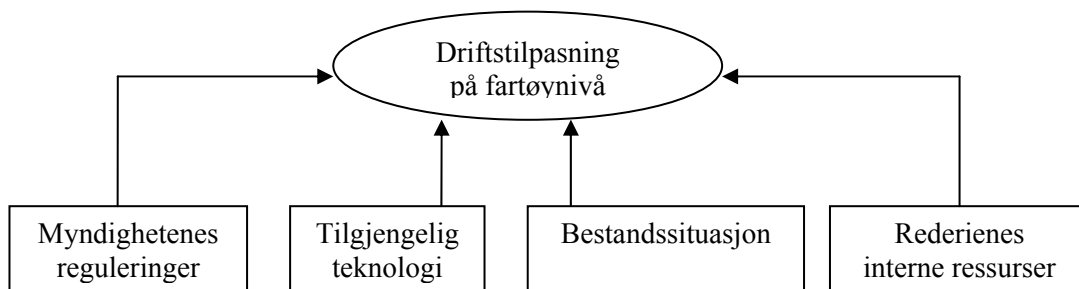 Driftstilpasning
på fartøynivå
Myndighetenes
reguleringer
Tilgjengelig
teknologi
Bestandssituasjon
Rederienes
interne ressurser